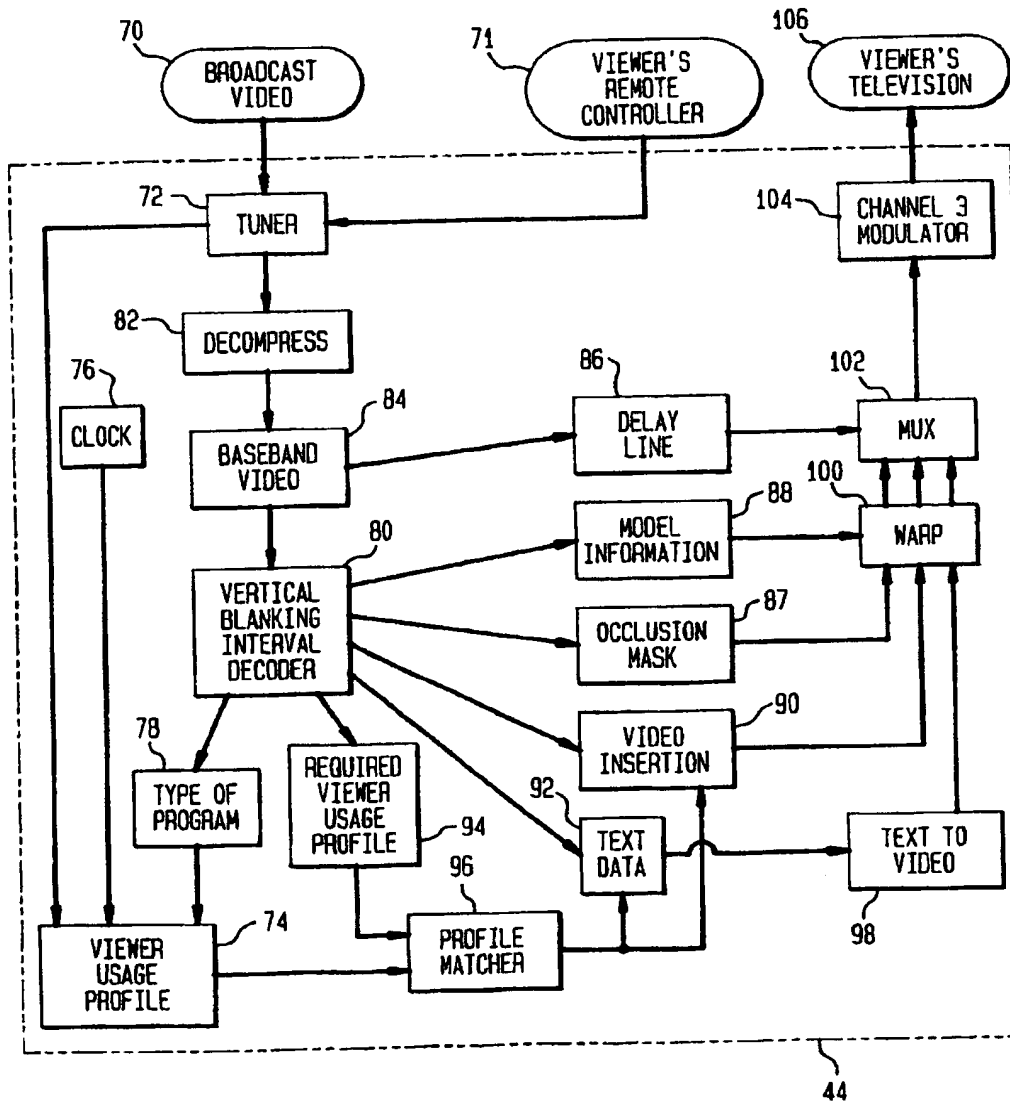 70
BROADCAST
VIDEO
71
VIEWER'S
REMOTE
CONTROLLER
106
VIEWER'S
TELEVISION
72
TUNER
104
CHANNEL 3
MODULATOR
82
DECOMPRESS
76
CLOCK
84
BASEBAND
VIDEO
86
DELAY
LINE
102
MUX
100
WARP
88
MODEL
INFORMATION
80
VERTICAL
BLANKING
INTERVAL
DECODER
87
OCCLUSION
MASK
90
VIDEO
INSERTION
78
TYPE OF
PROGRAM
REQUIRED
VIEWER
USAGE
PROFILE
94
92
TEXT
DATA
TEXT TO
VIDEO
98
96
PROFILE
MATCHER
74
VIEWER
USAGE
PROFILE
44